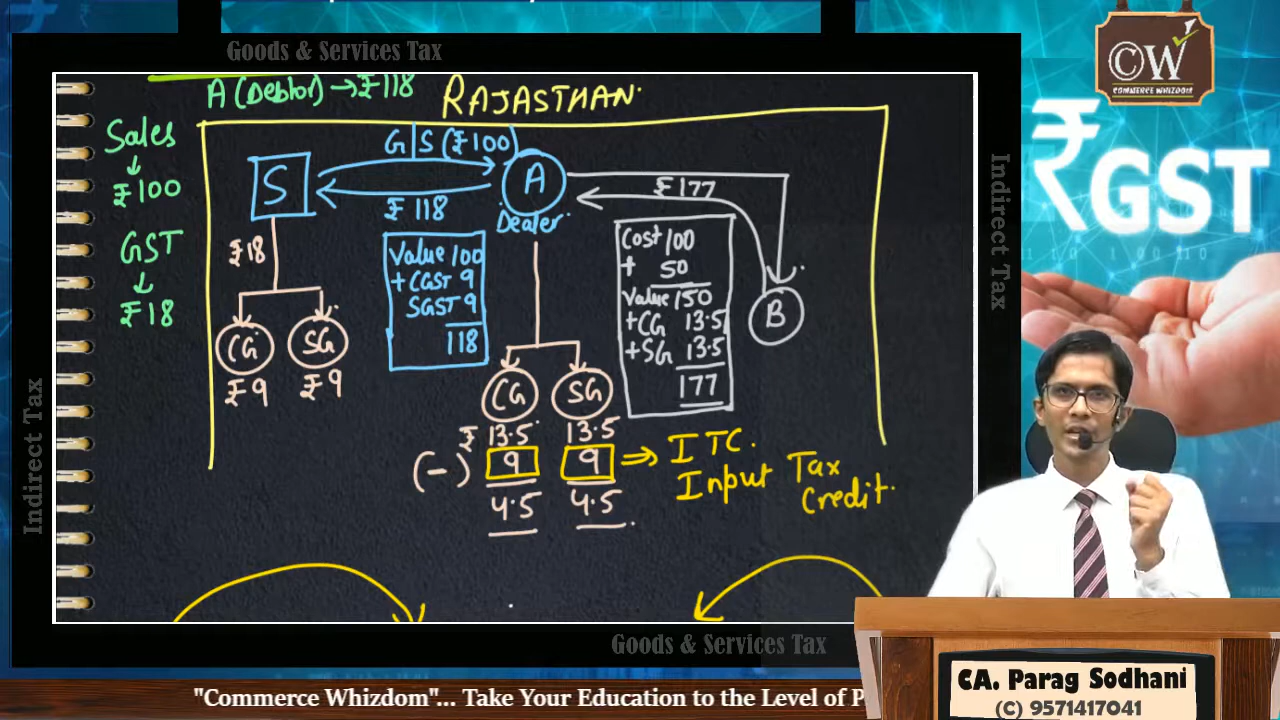 Goods & Services Tax
A (Debtor) → ₹118
RAJASTHAN
Sales
↓
₹100
GST
↓
₹18
S
G|S (₹100)
₹118
A
Dealer
₹177
B
₹18
CG
₹9
SG
₹9
Value 100
+ CGST 9
SGST 9
118
Cost 100
+ 50
Value 150
+CG 13.5
+SG 13.5
177
CG SG
₹ 13.5 13.5
(-) 9 9 ⇒ ITC.
Input Tax Credit.
4.5 4.5
Indirect Tax
Indirect Tax
CW
COMMERCE WHIZDOM
₹GST
Goods & Services Tax
CA. Parag Sodhani
(C) 9571417041
"Commerce Whizdom"... Take Your Education to the Level of P